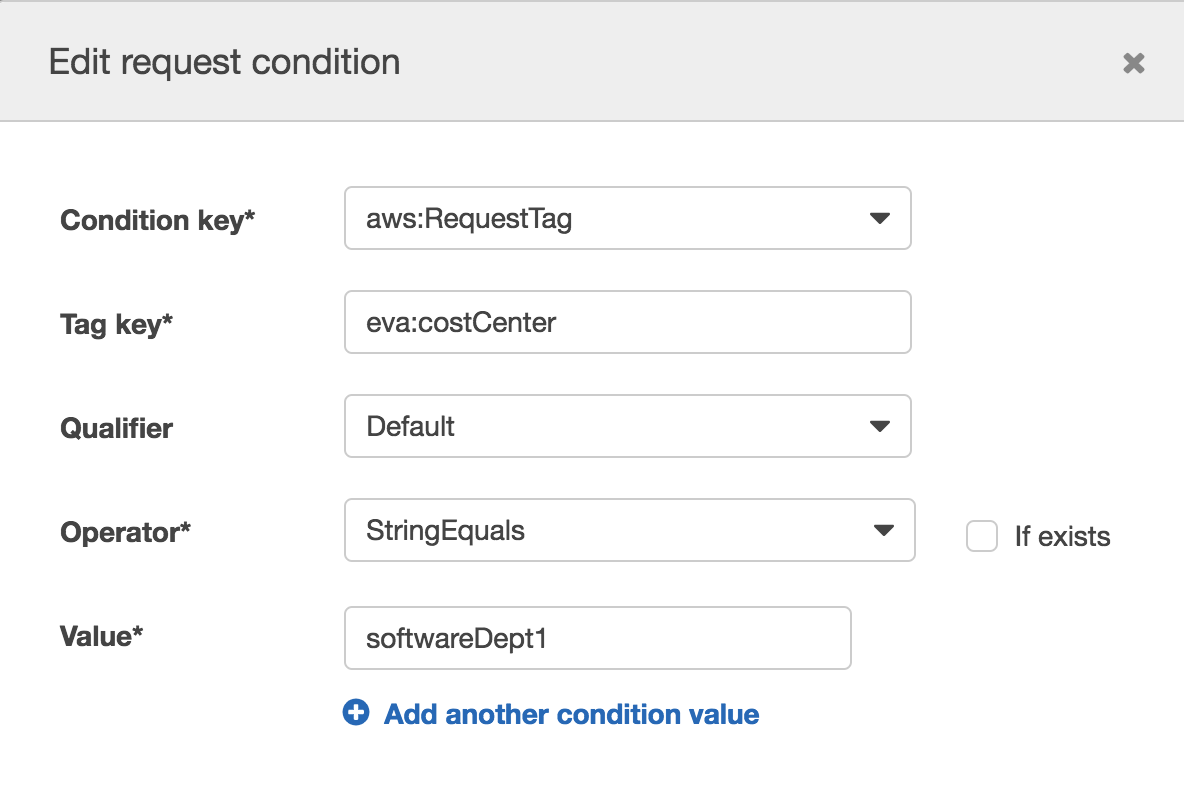 Edit request condition
Condition key* aws:RequestTag
Tag key* eva:costCenter
Qualifier Default
Operator* StringEquals If exists
Value* softwareDept1
Add another condition value